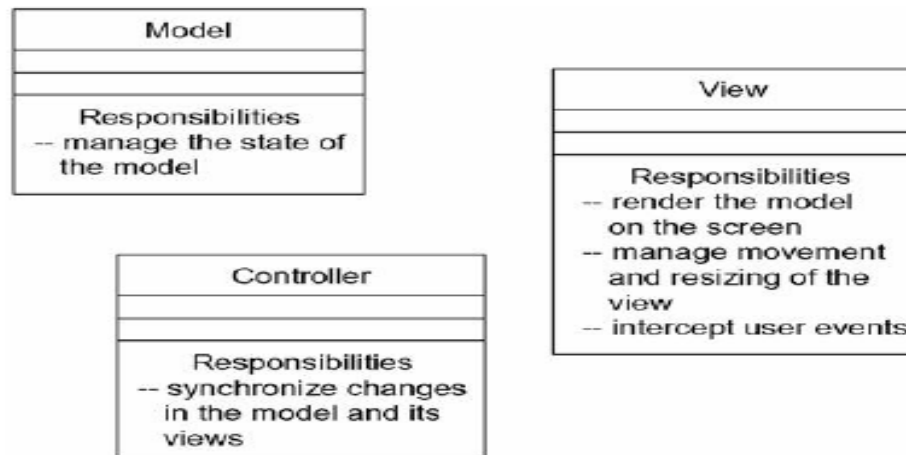 Model
Responsibilities
-- manage the state of
the model
View
Responsibilities
-- render the model
on the screen
-- manage movement
and resizing of the
view
-- intercept user events
Controller
Responsibilities
-- synchronize changes
in the model and its
views